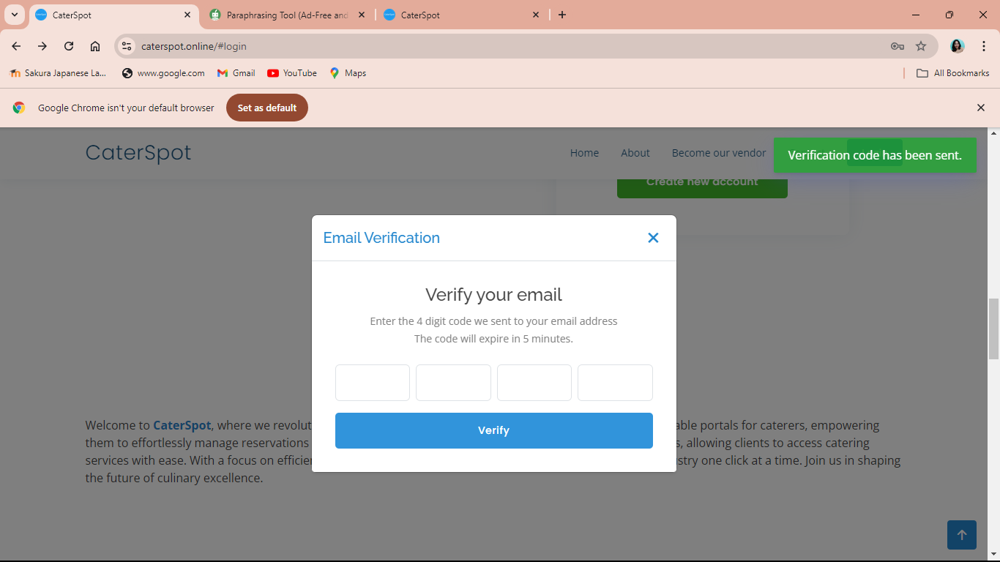 CaterSpot
Paraphrasing Tool (Ad-Free and
CaterSpot
caterspot.online/#login
Sakura Japanese La...
www.google.com
Gmail
YouTube
Maps
All Bookmarks
Google Chrome isn't your default browser
Set as default
CaterSpot
Home
About
Become our vendor
Verification code has been sent.
Create new account
Email Verification
Verify your email
Enter the 4 digit code we sent to your email address
The code will expire in 5 minutes.
Verify
Welcome to CaterSpot, where we revolut
able portals for caterers, empowering
them to effortlessly manage reservations
s, allowing clients to access catering
services with ease. With a focus on efficie
stry one click at a time. Join us in shaping
the future of culinary excellence.